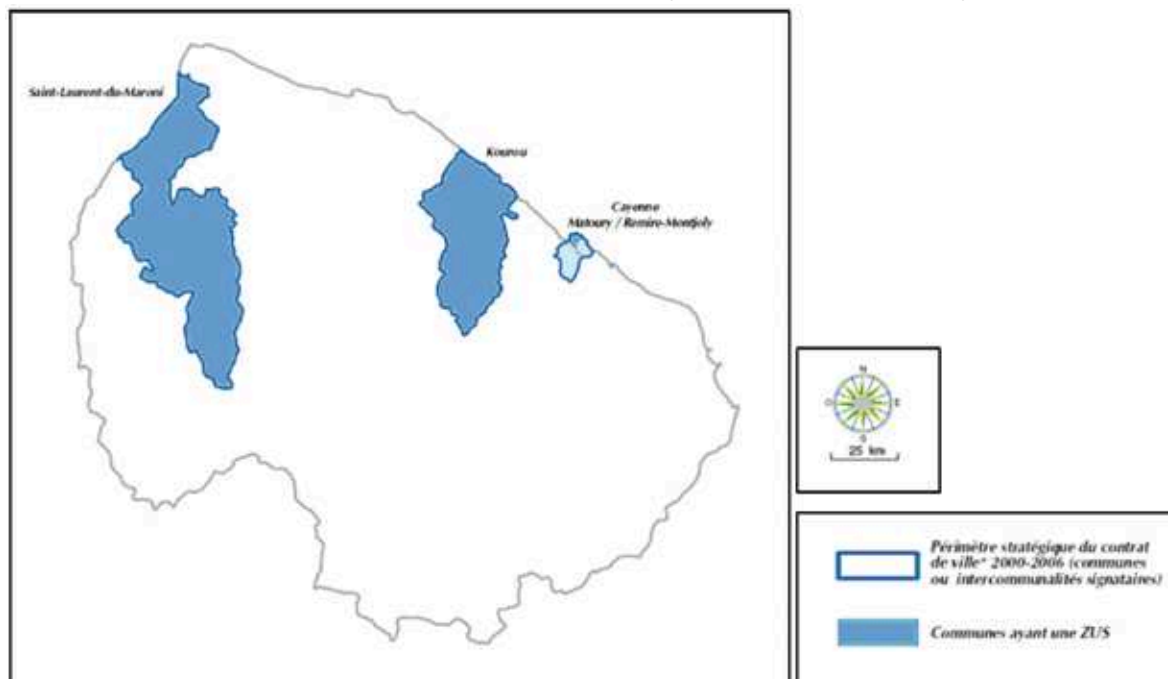 Saint-Laurent-du-Maroni
Kourou
Cayenne
Matoury / Remire-Montjoly
N
O
E
S
25 km
Périmètre stratégique du contrat
de ville* 2000-2006 (communes
ou intercommunalités signataires)
Communes ayant une ZUS